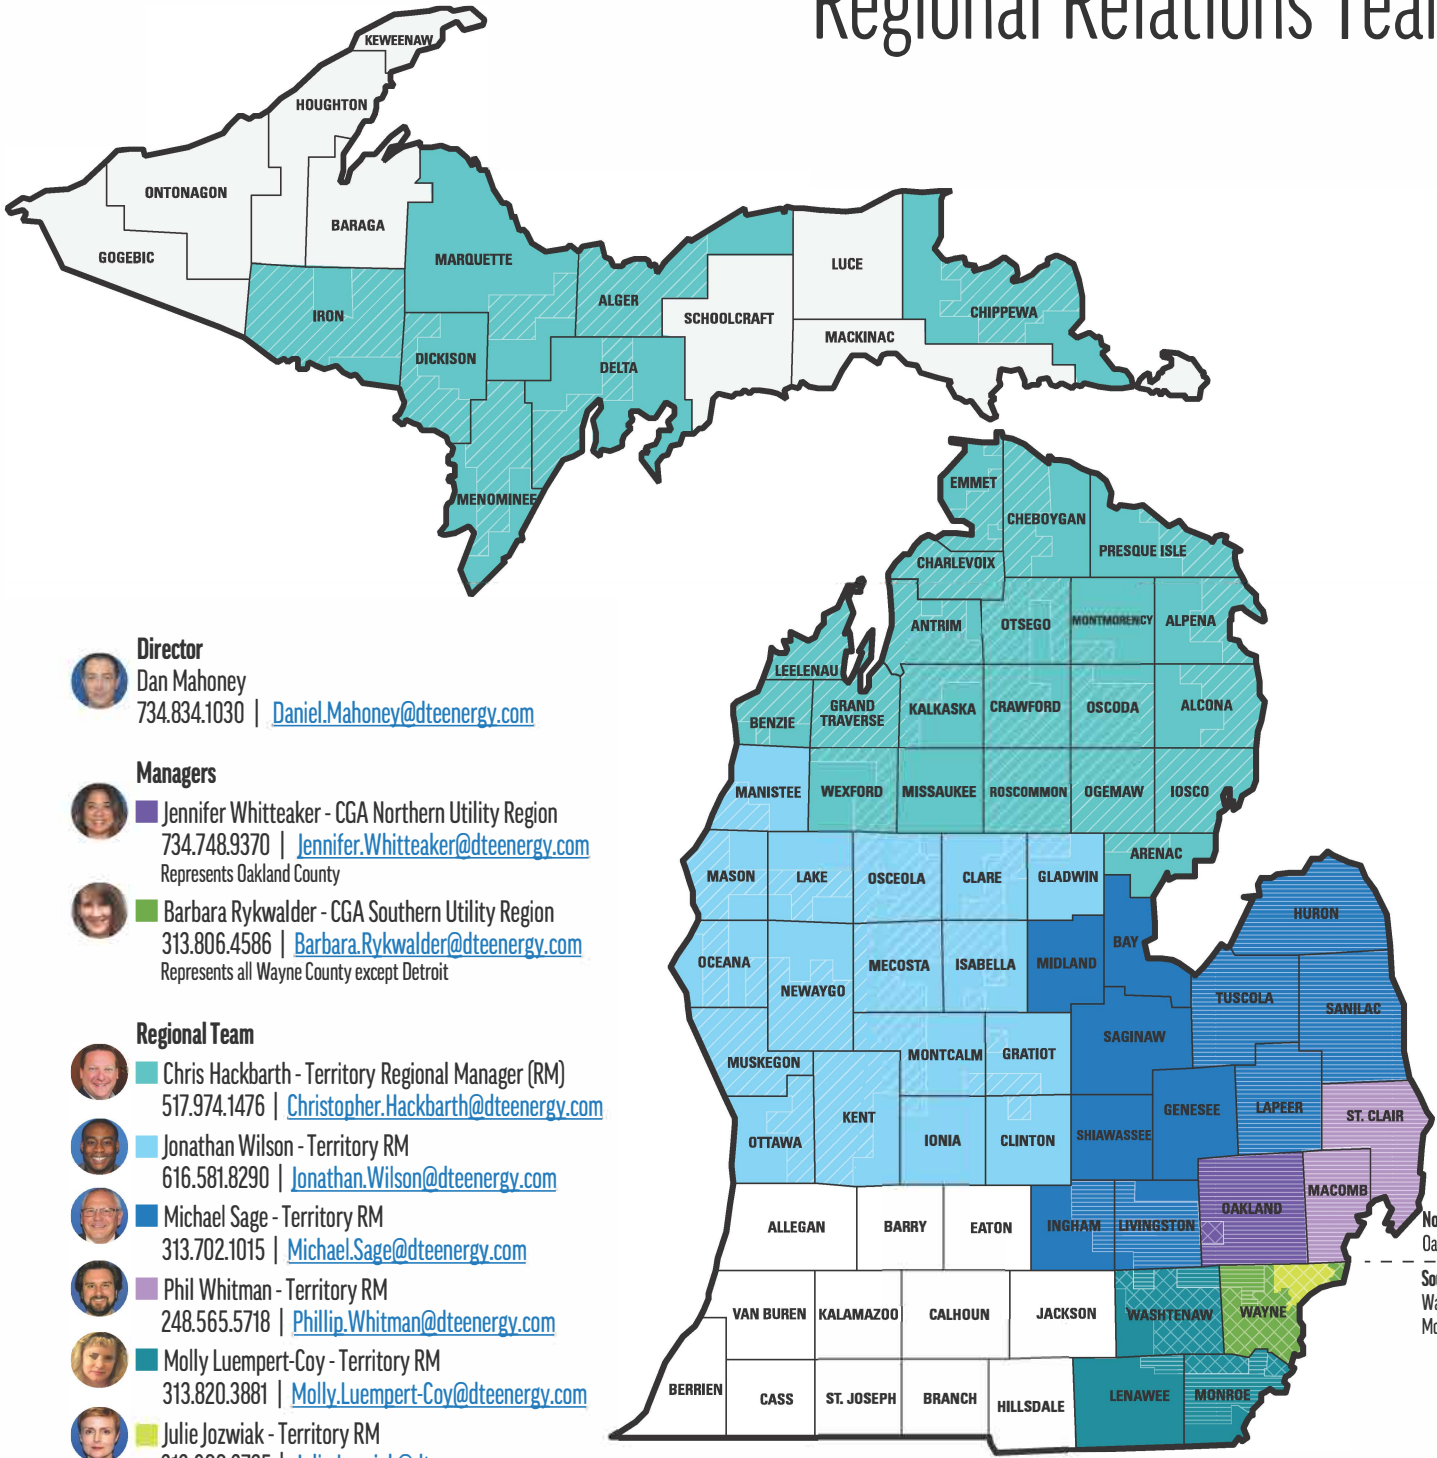 Regional Relations Tea
KEWEENAW
HOUGHTON
ONTONAGON
BARAGA
GOGEBIC
MARQUETTE
LUCE
ALGER
CHIPPEWA
IRON
SCHOOLCRAFT
MACKINAC
DICKISON
DELTA
MENOMINEE
EMMET
CHEBOYGAN
PRESQUE ISLE
CHARLEVOIX
ANTRIM
OTSEGO
MONTMORENCY
ALPENA
LEELENAU
GRAND
TRAVERSE
BENZIE
KALKASKA
CRAWFORD
OSCODA
ALCONA
MANISTEE
WEXFORD
MISSAUKEE
ROSCOMMON
OGEMAW
IOSCO
ARENAC
MASON
LAKE
OSCEOLA
CLARE
GLADWIN
HURON
BAY
OCEANA
NEWAYGO
MECOSTA
ISABELLA
MIDLAND
TUSCOLA
SANILAC
SAGINAW
MUSKEGON
MONTCALM
GRATIOT
GENESEE
LAPEER
ST. CLAIR
KENT
OTTAWA
IONIA
CLINTON
SHIAWASSEE
MACOMB
OAKLAND
ALLEGAN
BARRY
EATON
INGHAM
LIVINGSTON
VAN BUREN
KALAMAZOO
CALHOUN
JACKSON
WASHTENAW
WAYNE
BERRIEN
CASS
ST. JOSEPH
BRANCH
HILLSDALE
LENAWEE
MONROE
No
Oa
Sou
Wa
Mo
Director
Dan Mahoney
734.834.1030 | Daniel.Mahoney@dteenergy.com
Managers
Jennifer Whitteaker - CGA Northern Utility Region
734.748.9370 | Jennifer.Whitteaker@dteenergy.com
Represents Oakland County
Barbara Rykwalder - CGA Southern Utility Region
313.806.4586 | Barbara.Rykwalder@dteenergy.com
Represents all Wayne County except Detroit
Regional Team
Chris Hackbarth - Territory Regional Manager (RM)
517.974.1476 | Christopher.Hackbarth@dteenergy.com
Jonathan Wilson - Territory RM
616.581.8290 | Jonathan.Wilson@dteenergy.com
Michael Sage - Territory RM
313.702.1015 | Michael.Sage@dteenergy.com
Phil Whitman - Territory RM
248.565.5718 | Phillip.Whitman@dteenergy.com
Molly Luempert-Coy - Territory RM
313.820.3881 | Molly.Luempert-Coy@dteenergy.com
Julie Jozwiak - Territory RM